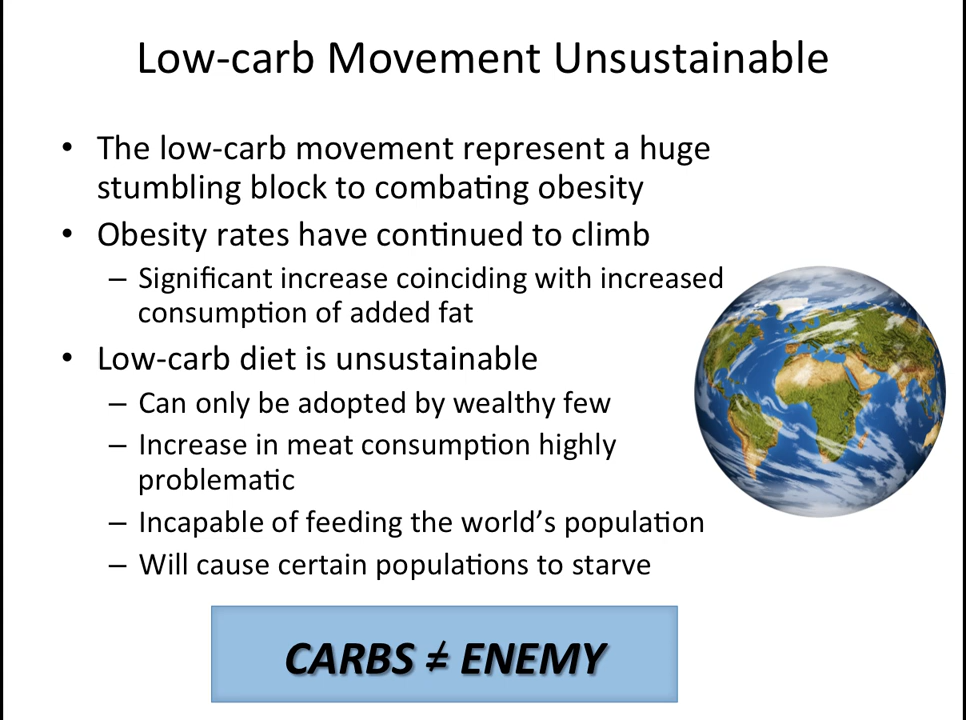 Low-carb Movement Unsustainable
• The low-carb movement represent a huge
stumbling block to combating obesity
• Obesity rates have continued to climb
– Significant increase coinciding with increased
consumption of added fat
• Low-carb diet is unsustainable
– Can only be adopted by wealthy few
– Increase in meat consumption highly
problematic
– Incapable of feeding the world’s population
– Will cause certain populations to starve
CARBS ≠ ENEMY